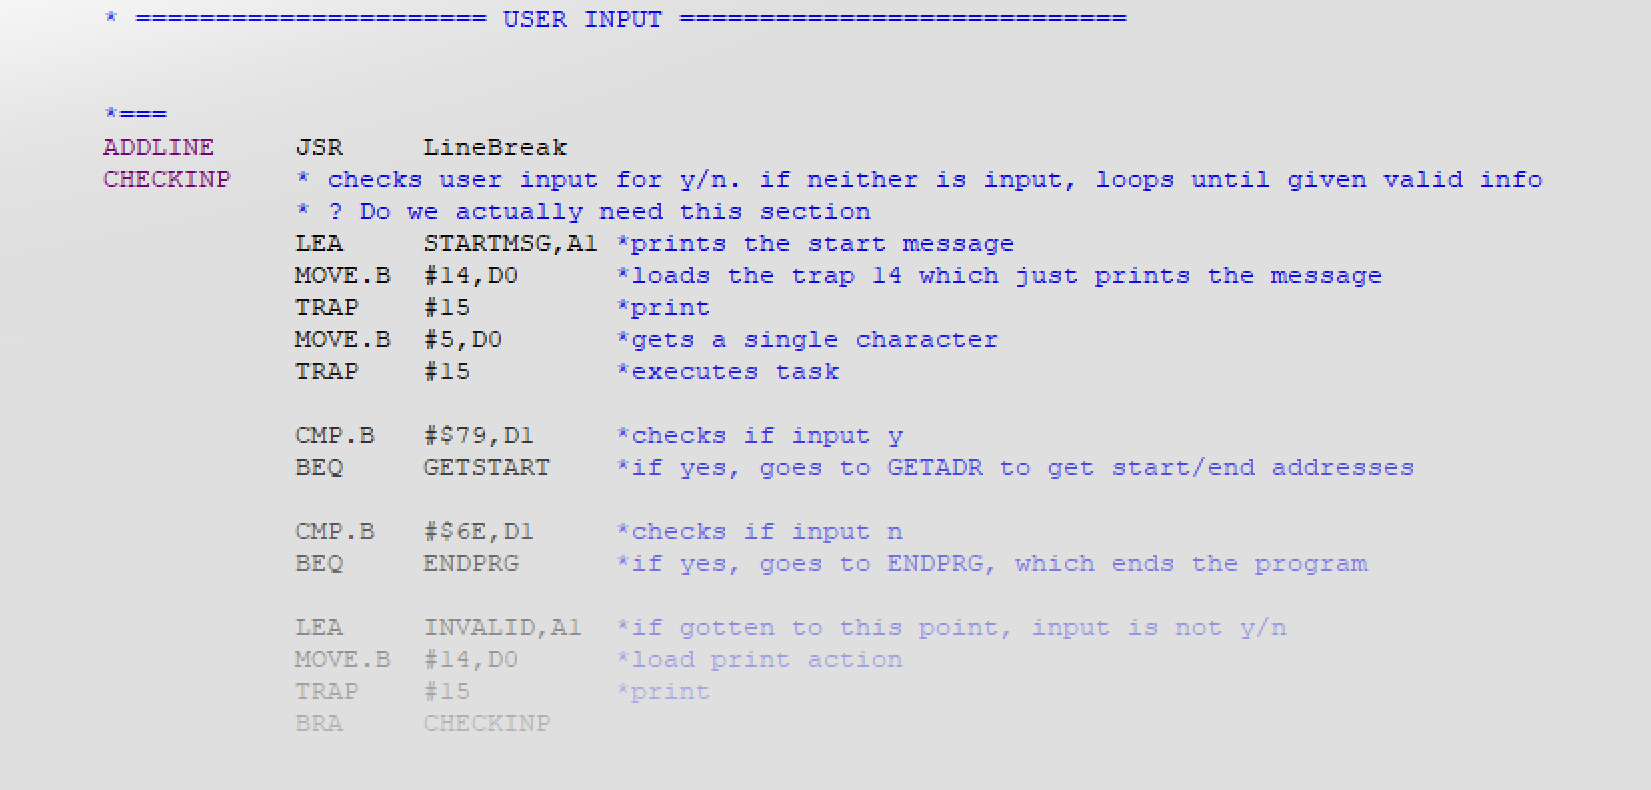 * ====================== USER INPUT ============================
*===
ADDLINE JSR LineBreak
CHECKINP * checks user input for y/n. if neither is input, loops until given valid info
* ? Do we actually need this section
LEA STARTMSG,A1 *prints the start message
MOVE.B #14,D0 *loads the trap 14 which just prints the message
TRAP #15 *print
MOVE.B #5,D0 *gets a single character
TRAP #15 *executes task
CMP.B #$79,D1 *checks if input y
BEQ GETSTART *if yes, goes to GETADR to get start/end addresses
CMP.B #$6E,D1 *checks if input n
BEQ ENDPRG *if yes, goes to ENDPRG, which ends the program
LEA INVALID,A1 *if gotten to this point, input is not y/n
MOVE.B #14,D0 *load print action
TRAP #15 *print
BRA CHECKINP